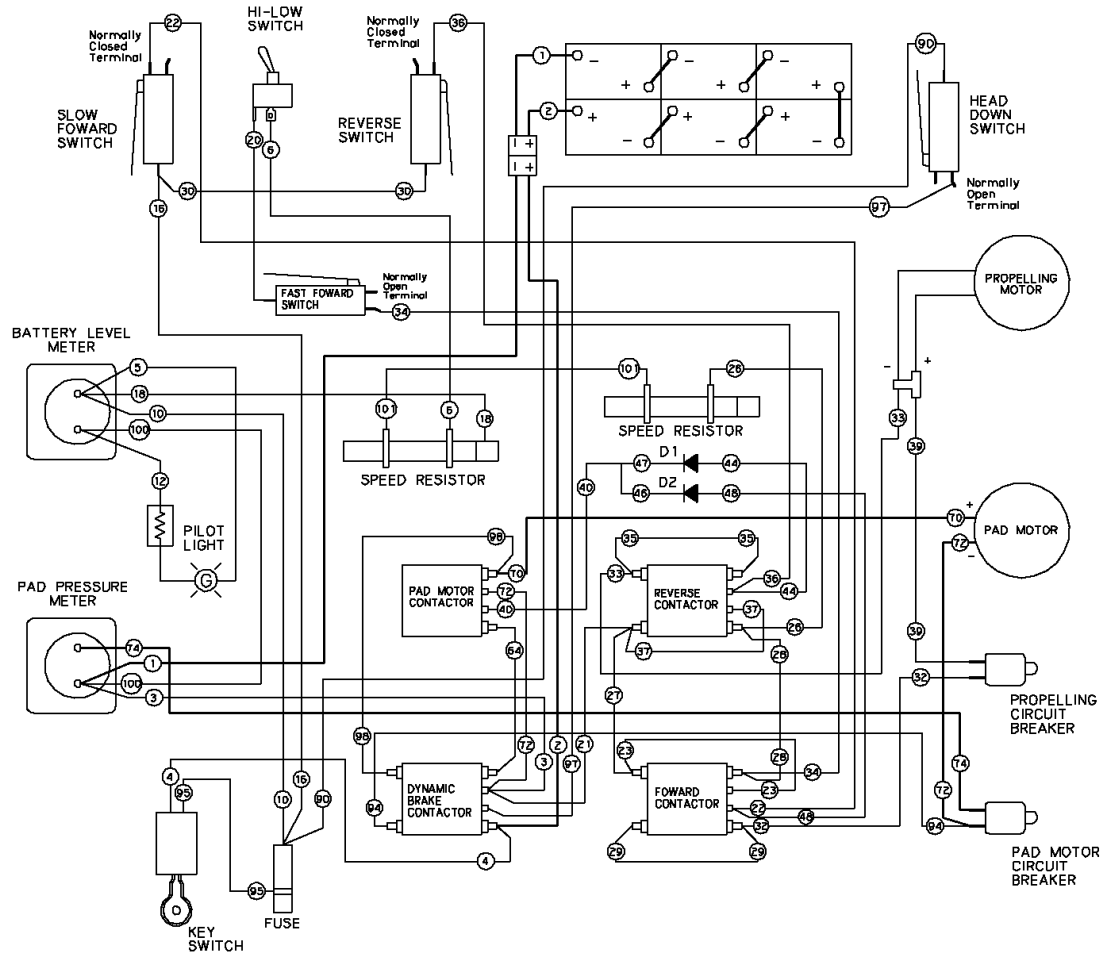 22
HI-LOW
SWITCH
36
Normally
Closed
Terminal
Normally
Closed
Terminal
1
-
-
-
+
+
+
90
SLOW
FOWARD
SWITCH
REVERSE
SWITCH
HEAD
DOWN
SWITCH
2
+
+
+
-
-
-
20
6
I +
I +
30
30
16
Normally
Open
Terminal
97
FAST FOWARD
SWITCH
Normally
Open
Terminal
34
PROPELLING
MOTOR
BATTERY LEVEL
METER
5
18
10
100
101
26
- +
33
39
101
6
18
SPEED RESISTOR
SPEED RESISTOR
D1
47
44
D2
46
48
40
12
PILOT
LIGHT
G
98
70
+
70
72
-
PAD MOTOR
35
35
PAD PRESSURE
METER
PAD MOTOR
CONTACTOR
70
72
40
64
33
REVERSE
CONTACTOR
36
44
37
26
37
28
74
1
100
3
39
32
PROPELLING
CIRCUIT
BREAKER
27
98
72
2
3
21
97
23
28
34
23
22
48
32
74
72
94
4
95
10
16
90
94
DYNAMIC
BRAKE
CONTACTOR
FOWARD
CONTACTOR
4
29
29
PAD MOTOR
CIRCUIT
BREAKER
95
FUSE
KEY
SWITCH